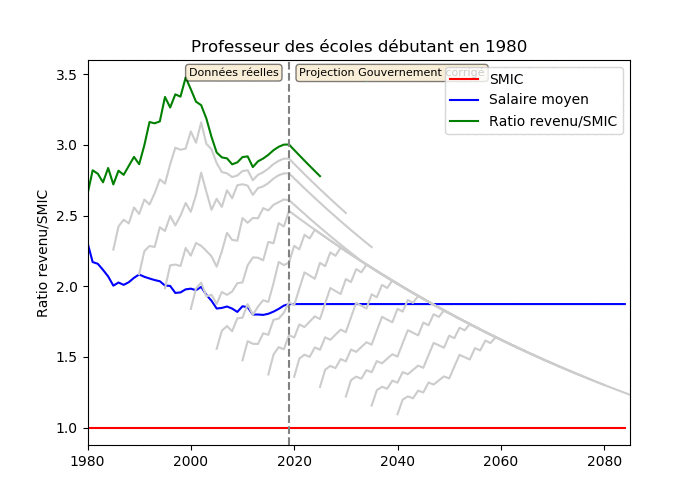 Professeur des écoles débutant en 1980
Données réelles
Projection Gouvernement corrigé
SMIC
Salaire moyen
Ratio revenu/SMIC
Ratio revenu/SMIC
3.5
3.0
2.5
2.0
1.5
1.0
1980
2000
2020
2040
2060
2080